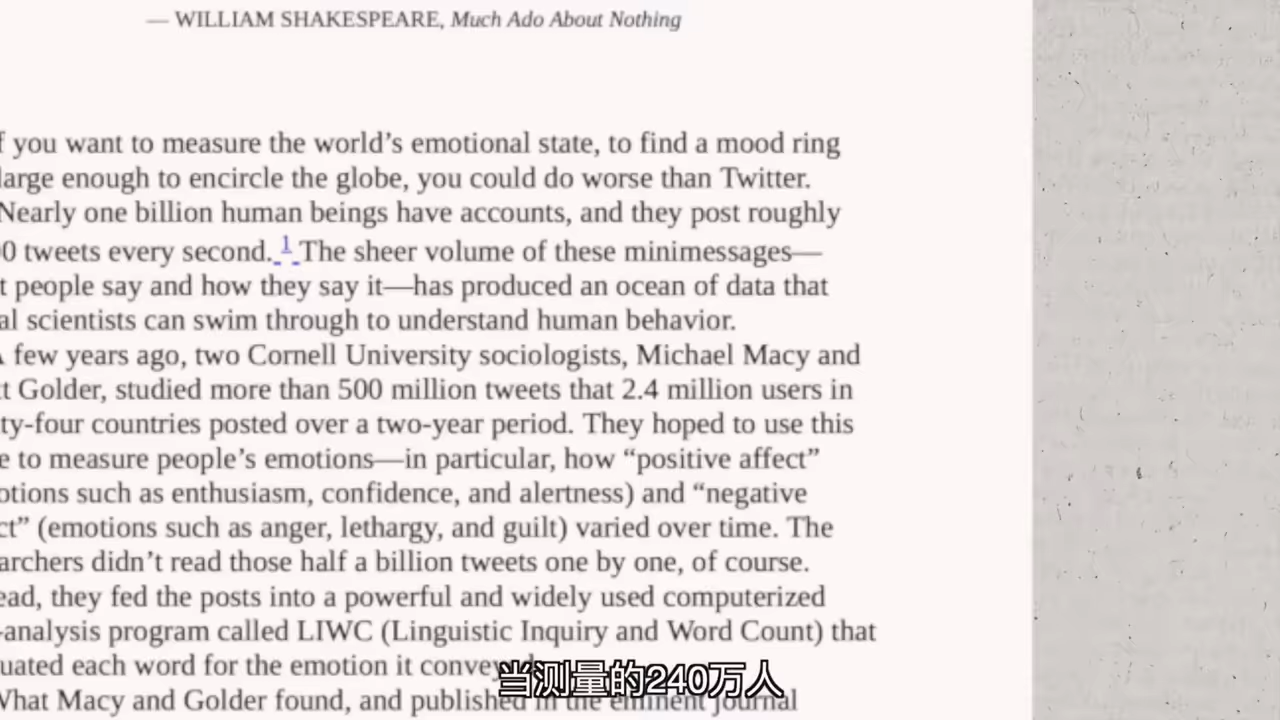 — WILLIAM SHAKESPEARE, Much Ado About Nothing
f you want to measure the world’s emotional state, to find a mood ring
large enough to encircle the globe, you could do worse than Twitter.
Nearly one billion human beings have accounts, and they post roughly
0 tweets every second. 1 The sheer volume of these minimessages—
t people say and how they say it—has produced an ocean of data that
al scientists can swim through to understand human behavior.
A few years ago, two Cornell University sociologists, Michael Macy and
t Golder, studied more than 500 million tweets that 2.4 million users in
ty-four countries posted over a two-year period. They hoped to use this
e to measure people’s emotions—in particular, how “positive affect”
otions such as enthusiasm, confidence, and alertness) and “negative
ct” (emotions such as anger, lethargy, and guilt) varied over time. The
archers didn’t read those half a billion tweets one by one, of course.
ead, they fed the posts into a powerful and widely used computerized
-analysis program called LIWC (Linguistic Inquiry and Word Count) that
uated each word for the emotion it
当测量的240万人
What Macy and Golder found, and published in the eminent journal